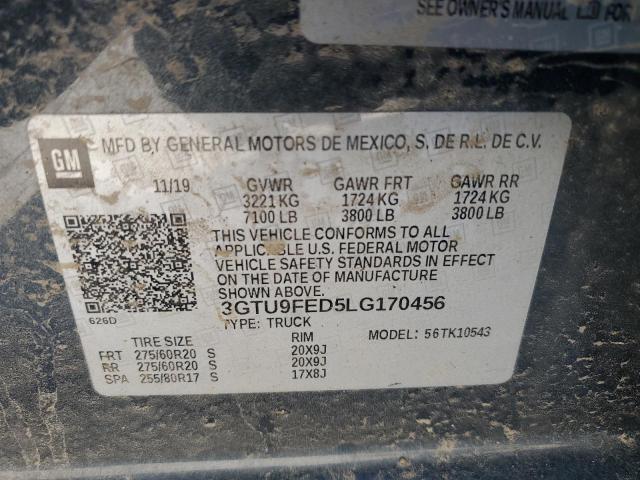 SEE OWNER'S MANUAL FOR
GM
MFD BY GENERAL MOTORS DE MEXICO, S. DE R.L. DE C.V.
11/19 GVWR GAWR FRT GAWR RR
3221 KG 1724 KG 1724 KG
7100 LB 3800 LB 3800 LB
THIS VEHICLE CONFORMS TO ALL
APPLICABLE U.S. FEDERAL MOTOR
VEHICLE SAFETY STANDARDS IN EFFECT
ON THE DATE OF MANUFACTURE
SHOWN ABOVE.
626D 3GTU9FED5LG170456
TYPE: TRUCK
TIRE SIZE RIM MODEL: 56TK10543
FRT 275/60R20 S 20X9J
RR 275/60R20 S 20X9J
SPA 255/80R17 S 17X8J